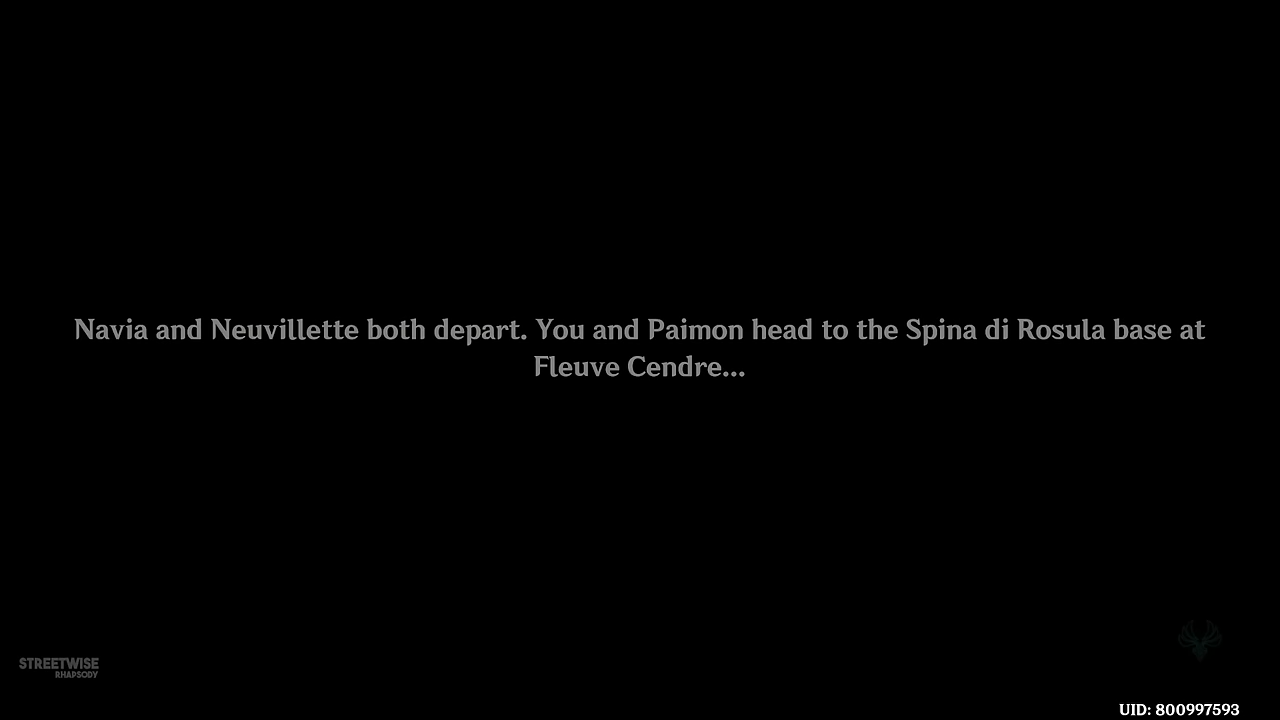 Navia and Neuvillette both depart. You and Paimon head to the Spina di Rosula base at
Fleuve Cendre...
STREETWISE
RHAPSODY
UID: 800997593